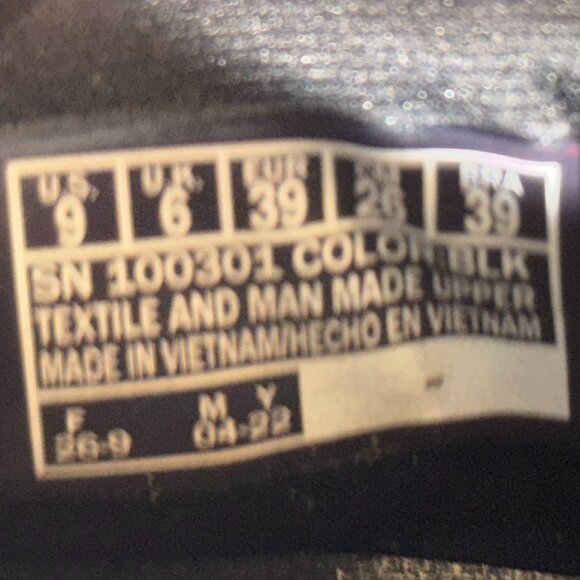 U.S. U.K. EUR CM BRA
9 6 39 26 39
SN 100301 COLOR: BLK
TEXTILE AND MAN MADE UPPER
MADE IN VIETNAM/HECHO EN VIETNAM
F M Y
26-9 04-22